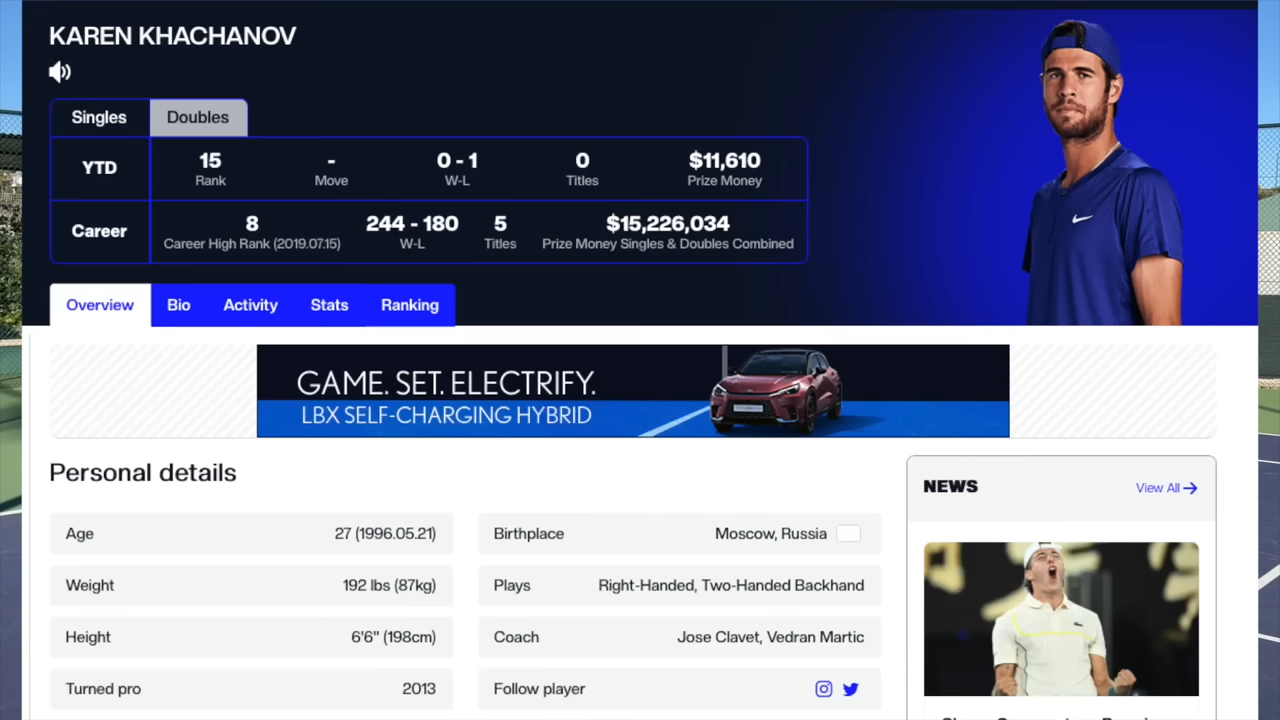 KAREN KHACHANOV
Singles Doubles
YTD
15 - 0 - 1 0 $11,610
Rank Move W-L Titles Prize Money
Career
8 244 - 180 5 $15,226,034
Career High Rank (2019.07.15) W-L Titles Prize Money Singles & Doubles Combined
Overview Bio Activity Stats Ranking
GAME. SET. ELECTRIFY.
LBX SELF-CHARGING HYBRID
Personal details
NEWS View All
Age 27 (1996.05.21) Birthplace Moscow, Russia
Weight 192 lbs (87kg) Plays Right-Handed, Two-Handed Backhand
Height 6'6" (198cm) Coach Jose Clavet, Vedran Martic
Turned pro 2013 Follow player